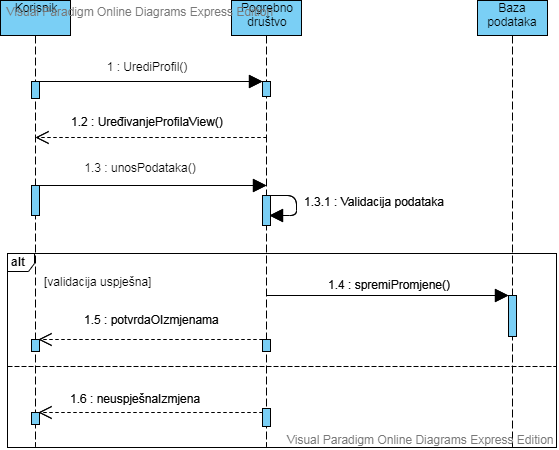 Visual Paradigm Online Diagrams Express Edition
Korisnik
Pogrebno
društvo
Baza
podataka
1 : UrediProfil()
1.2 : UređivanjeProfilaView()
1.3 : unosPodataka()
1.3.1 : Validacija podataka
alt
[validacija uspješna]
1.4 : spremiPromjene()
1.5 : potvrdaOIzmjenama
1.6 : neuspješnaIzmjena
Visual Paradigm Online Diagrams Express Edition